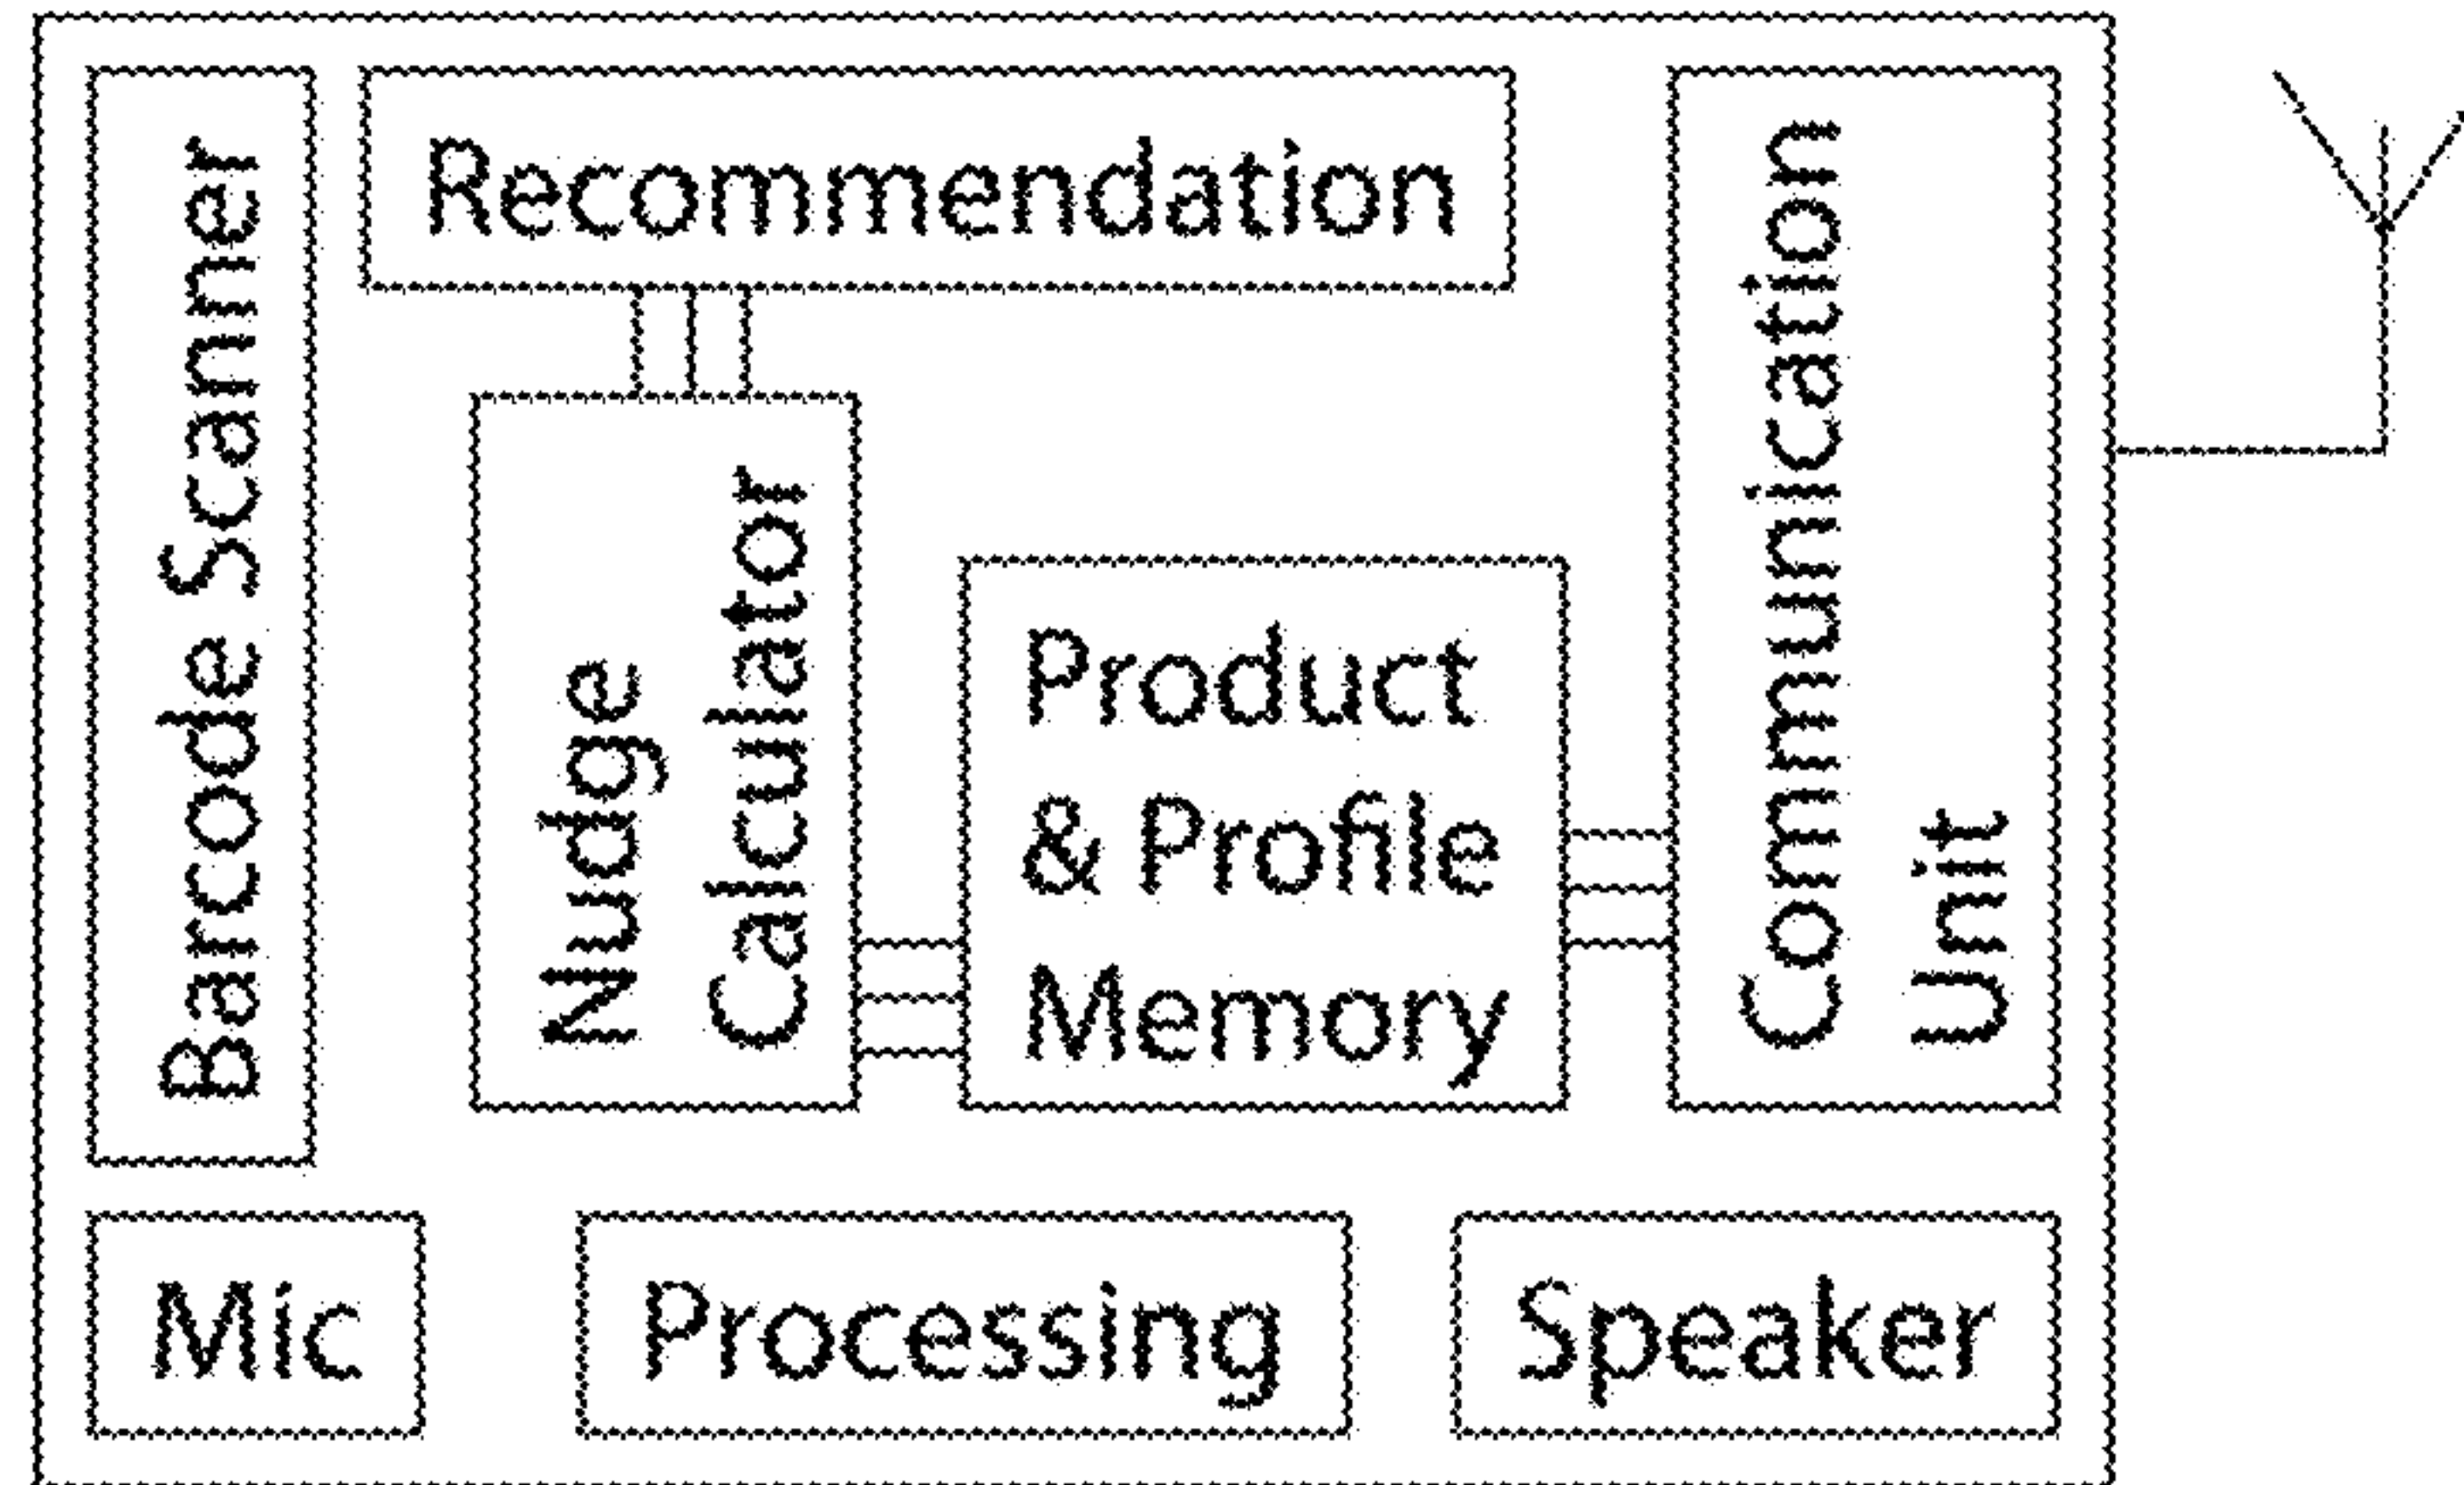 Barcode Scanner
Recommendation
Nudge
Calculator
Product
& Profile
Memory
Communication
Unit
Mic
Processing
Speaker